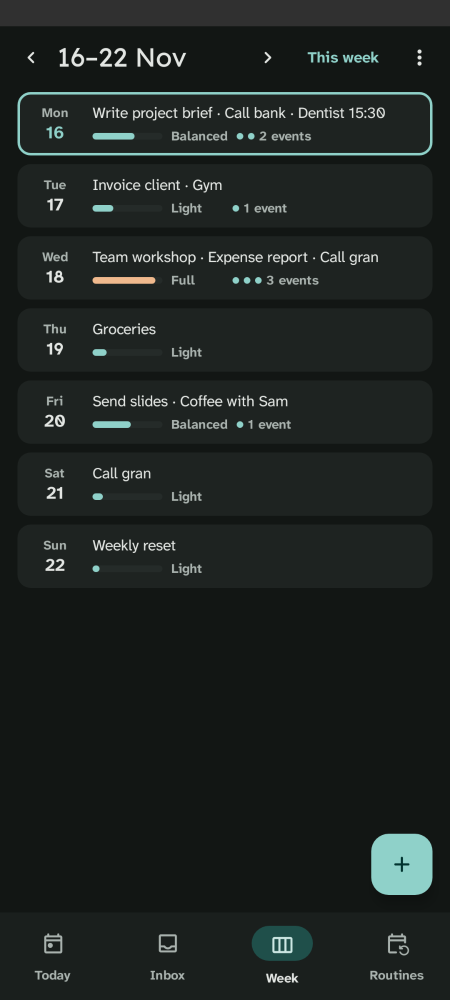 16–22 Nov
This week
Mon
16
Write project brief · Call bank · Dentist 15:30
Balanced
2 events
Tue
17
Invoice client · Gym
Light
1 event
Wed
18
Team workshop · Expense report · Call gran
Full
3 events
Thu
19
Groceries
Light
Fri
20
Send slides · Coffee with Sam
Balanced
1 event
Sat
21
Call gran
Light
Sun
22
Weekly reset
Light
Today
Inbox
Week
Routines